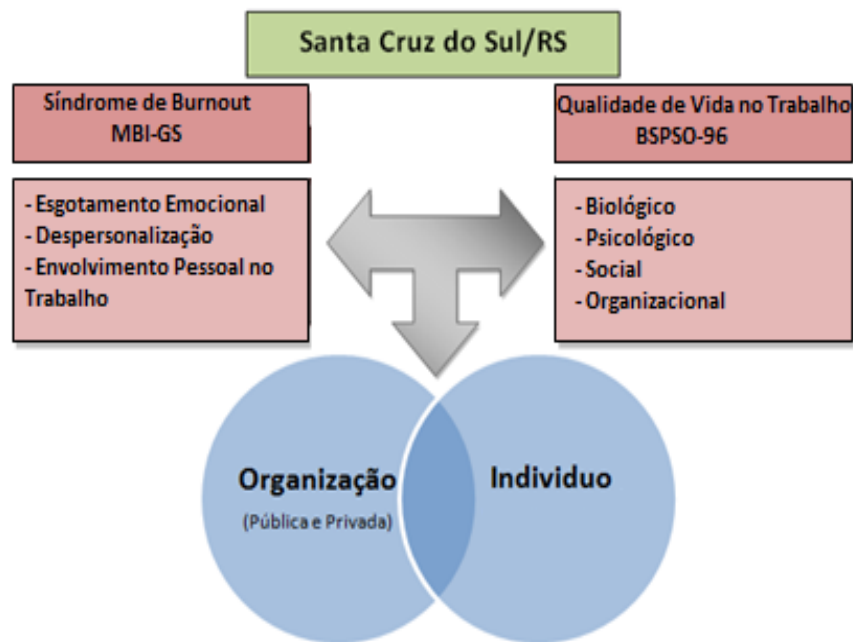 Santa Cruz do Sul/RS
Síndrome de Burnout
MBI-GS
Qualidade de Vida no Trabalho
BSPSO-96
- Esgotamento Emocional
- Despersonalização
- Envolvimento Pessoal no
Trabalho
- Biológico
- Psicológico
- Social
- Organizacional
Organização
(Pública e Privada)
Individuo